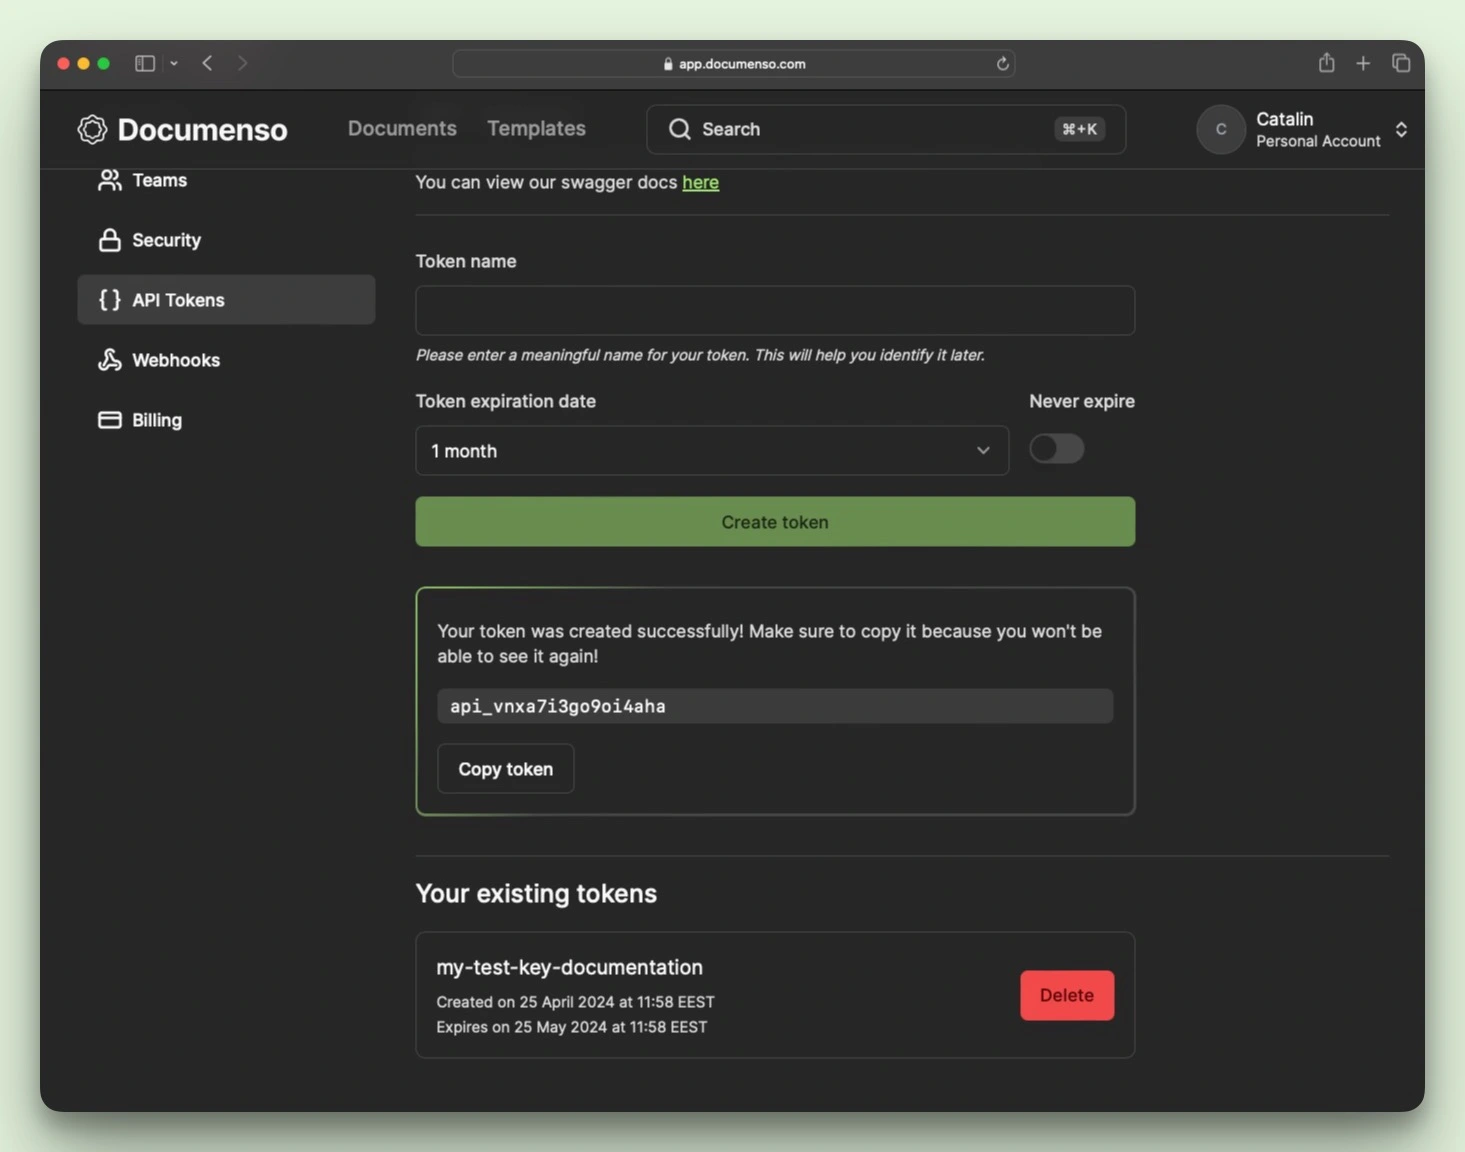 app.documenso.com
Documenso
Documents
Templates
Search
⌘+K
C
Catalin
Personal Account
Teams
Security
API Tokens
Webhooks
Billing
You can view our swagger docs here
Token name
Please enter a meaningful name for your token. This will help you identify it later.
Token expiration date
Never expire
1 month
Create token
Your token was created successfully! Make sure to copy it because you won't be
able to see it again!
api_vnxa7i3go9oi4aha
Copy token
Your existing tokens
my-test-key-documentation
Created on 25 April 2024 at 11:58 EEST
Expires on 25 May 2024 at 11:58 EEST
Delete